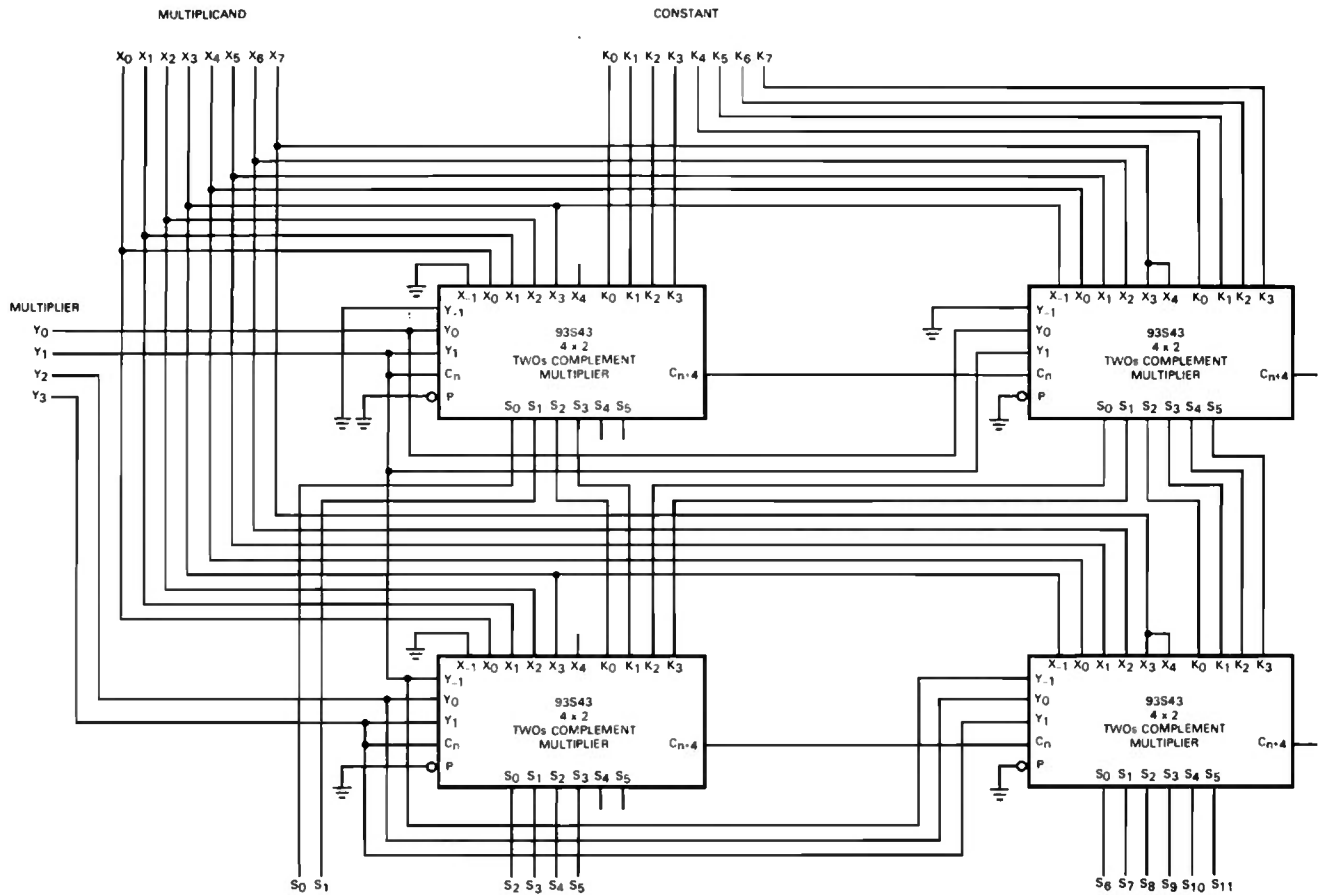 MULTIPLICAND CONSTANT
X0 X1 X2 X3 X4 X5 X6 X7 K0 K1 K2 K3 K4 K5 K6 K7
MULTIPLIER
Y0
Y1
Y2
Y3
X-1 X0 X1 X2 X3 X4 K0 K1 K2 K3
Y-1
Y0
Y1
Cn
P
93S43
4 x 2
TWOs COMPLEMENT
MULTIPLIER
Cn+4
S0 S1 S2 S3 S4 S5
X-1 X0 X1 X2 X3 X4 K0 K1 K2 K3
Y-1
Y0
Y1
Cn
P
93S43
4 x 2
TWOs COMPLEMENT
MULTIPLIER
Cn+4
S0 S1 S2 S3 S4 S5
X-1 X0 X1 X2 X3 X4 K0 K1 K2 K3
Y-1
Y0
Y1
Cn
P
93S43
4 x 2
TWOs COMPLEMENT
MULTIPLIER
Cn+4
S0 S1 S2 S3 S4 S5
X-1 X0 X1 X2 X3 X4 K0 K1 K2 K3
Y-1
Y0
Y1
Cn
P
93S43
4 x 2
TWOs COMPLEMENT
MULTIPLIER
Cn+4
S0 S1 S2 S3 S4 S5
S0 S1 S2 S3 S4 S5 S6 S7 S8 S9 S10 S11